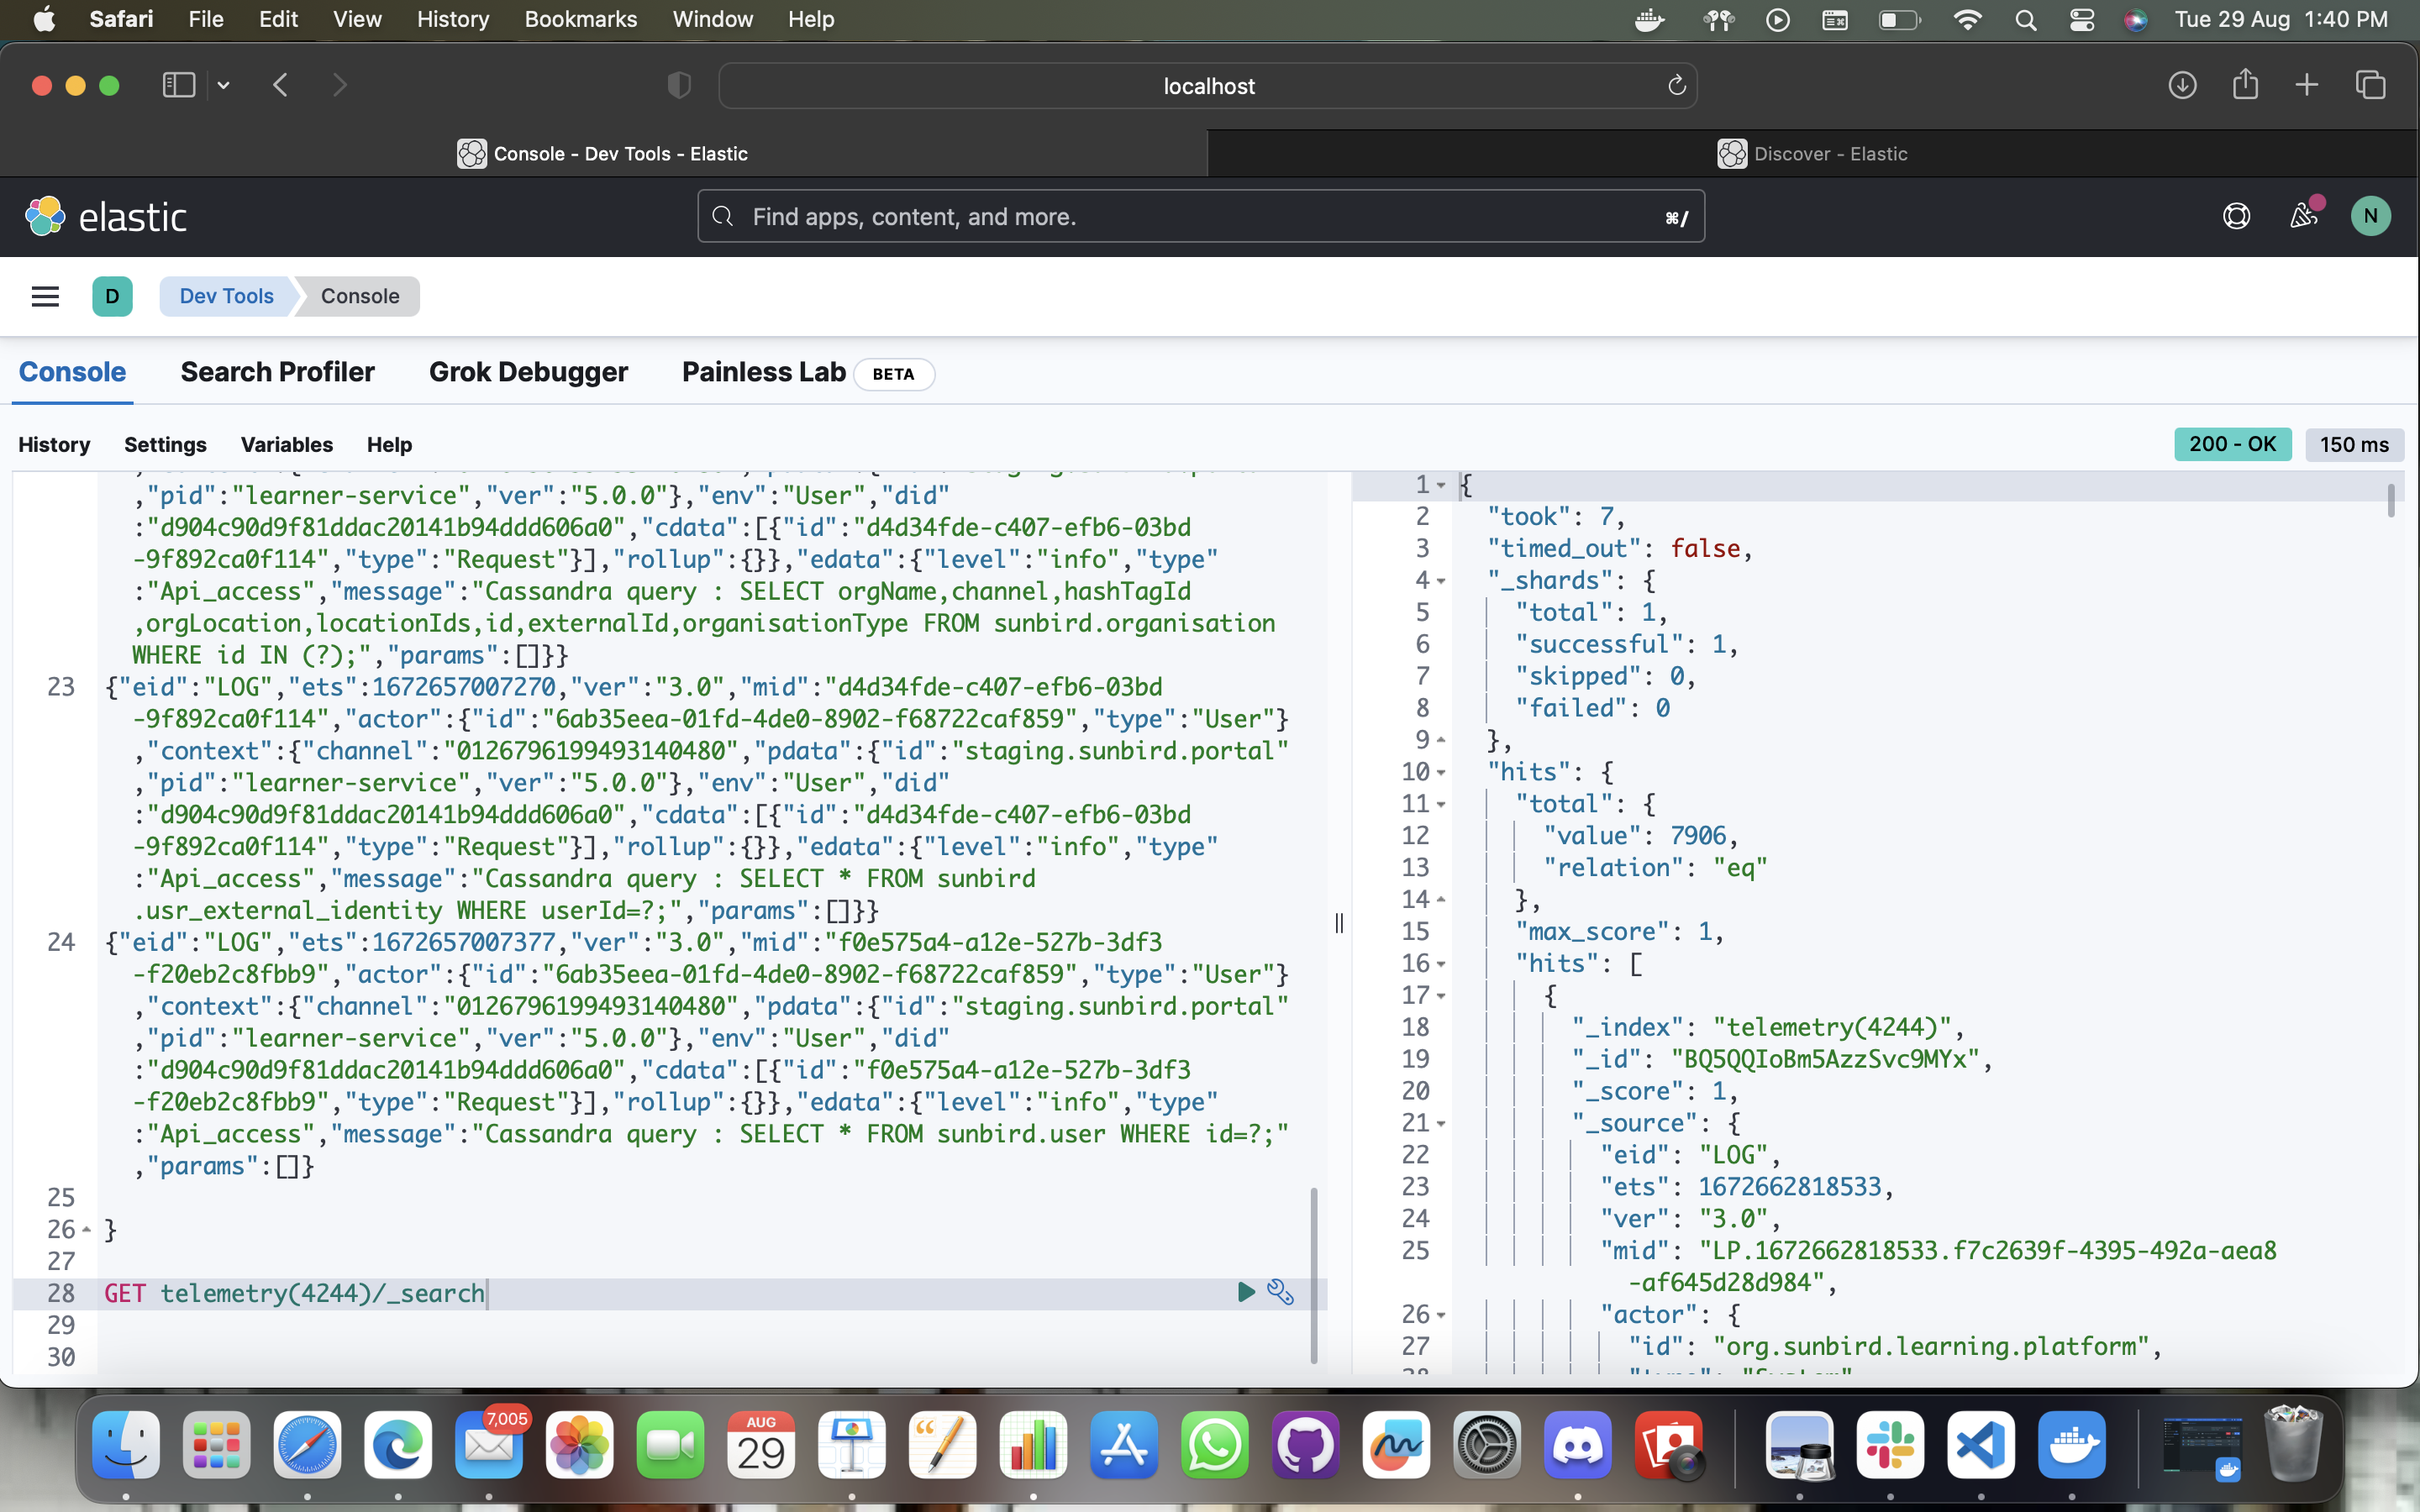 Safari File Edit View History Bookmarks Window Help Tue 29 Aug 1:40 PM
localhost
Console - Dev Tools - Elastic
Discover - Elastic
elastic
Find apps, content, and more. ⌘/
N
D Dev Tools Console
Console Search Profiler Grok Debugger Painless Lab BETA
History Settings Variables Help
200 - OK 150 ms
,"pid":"learner-service","ver":"5.0.0"},"env":"User","did"
:"d904c90d9f81ddac20141b94ddd606a0","cdata":[{"id":"d4d34fde-c407-efb6-03bd
-9f892ca0f114","type":"Request"}],"rollup":{}},"edata":{"level":"info","type"
:"Api_access","message":"Cassandra query : SELECT orgName,channel,hashTagId
,orgLocation,locationIds,id,externalId,organisationType FROM sunbird.organisation
WHERE id IN (?);","params":[]}}
23 {"eid":"LOG","ets":1672657007270,"ver":"3.0","mid":"d4d34fde-c407-efb6-03bd
-9f892ca0f114","actor":{"id":"6ab35eea-01fd-4de0-8902-f68722caf859","type":"User"}
,"context":{"channel":"0126796199493140480","pdata":{"id":"staging.sunbird.portal"
,"pid":"learner-service","ver":"5.0.0"},"env":"User","did"
:"d904c90d9f81ddac20141b94ddd606a0","cdata":[{"id":"d4d34fde-c407-efb6-03bd
-9f892ca0f114","type":"Request"}],"rollup":{}},"edata":{"level":"info","type"
:"Api_access","message":"Cassandra query : SELECT * FROM sunbird
.usr_external_identity WHERE userId=?;","params":[]}}
24 {"eid":"LOG","ets":1672657007377,"ver":"3.0","mid":"f0e575a4-a12e-527b-3df3
-f20eb2c8fbb9","actor":{"id":"6ab35eea-01fd-4de0-8902-f68722caf859","type":"User"}
,"context":{"channel":"0126796199493140480","pdata":{"id":"staging.sunbird.portal"
,"pid":"learner-service","ver":"5.0.0"},"env":"User","did"
:"d904c90d9f81ddac20141b94ddd606a0","cdata":[{"id":"f0e575a4-a12e-527b-3df3
-f20eb2c8fbb9","type":"Request"}],"rollup":{}},"edata":{"level":"info","type"
:"Api_access","message":"Cassandra query : SELECT * FROM sunbird.user WHERE id=?;"
,"params":[]}
25
26 }
27
28 GET telemetry(4244)/_search
29
30
1 {
2 "took": 7,
3 "timed_out": false,
4 "_shards": {
5 "total": 1,
6 "successful": 1,
7 "skipped": 0,
8 "failed": 0
9 },
10 "hits": {
11 "total": {
12 "value": 7906,
13 "relation": "eq"
14 },
15 "max_score": 1,
16 "hits": [
17 {
18 "_index": "telemetry(4244)",
19 "_id": "BQ5QQIoBm5AzzSvc9MYx",
20 "_score": 1,
21 "_source": {
22 "eid": "LOG",
23 "ets": 1672662818533,
24 "ver": "3.0",
25 "mid": "LP.1672662818533.f7c2639f-4395-492a-aea8
-af645d28d984",
26 "actor": {
27 "id": "org.sunbird.learning.platform",
7,005
AUG
29